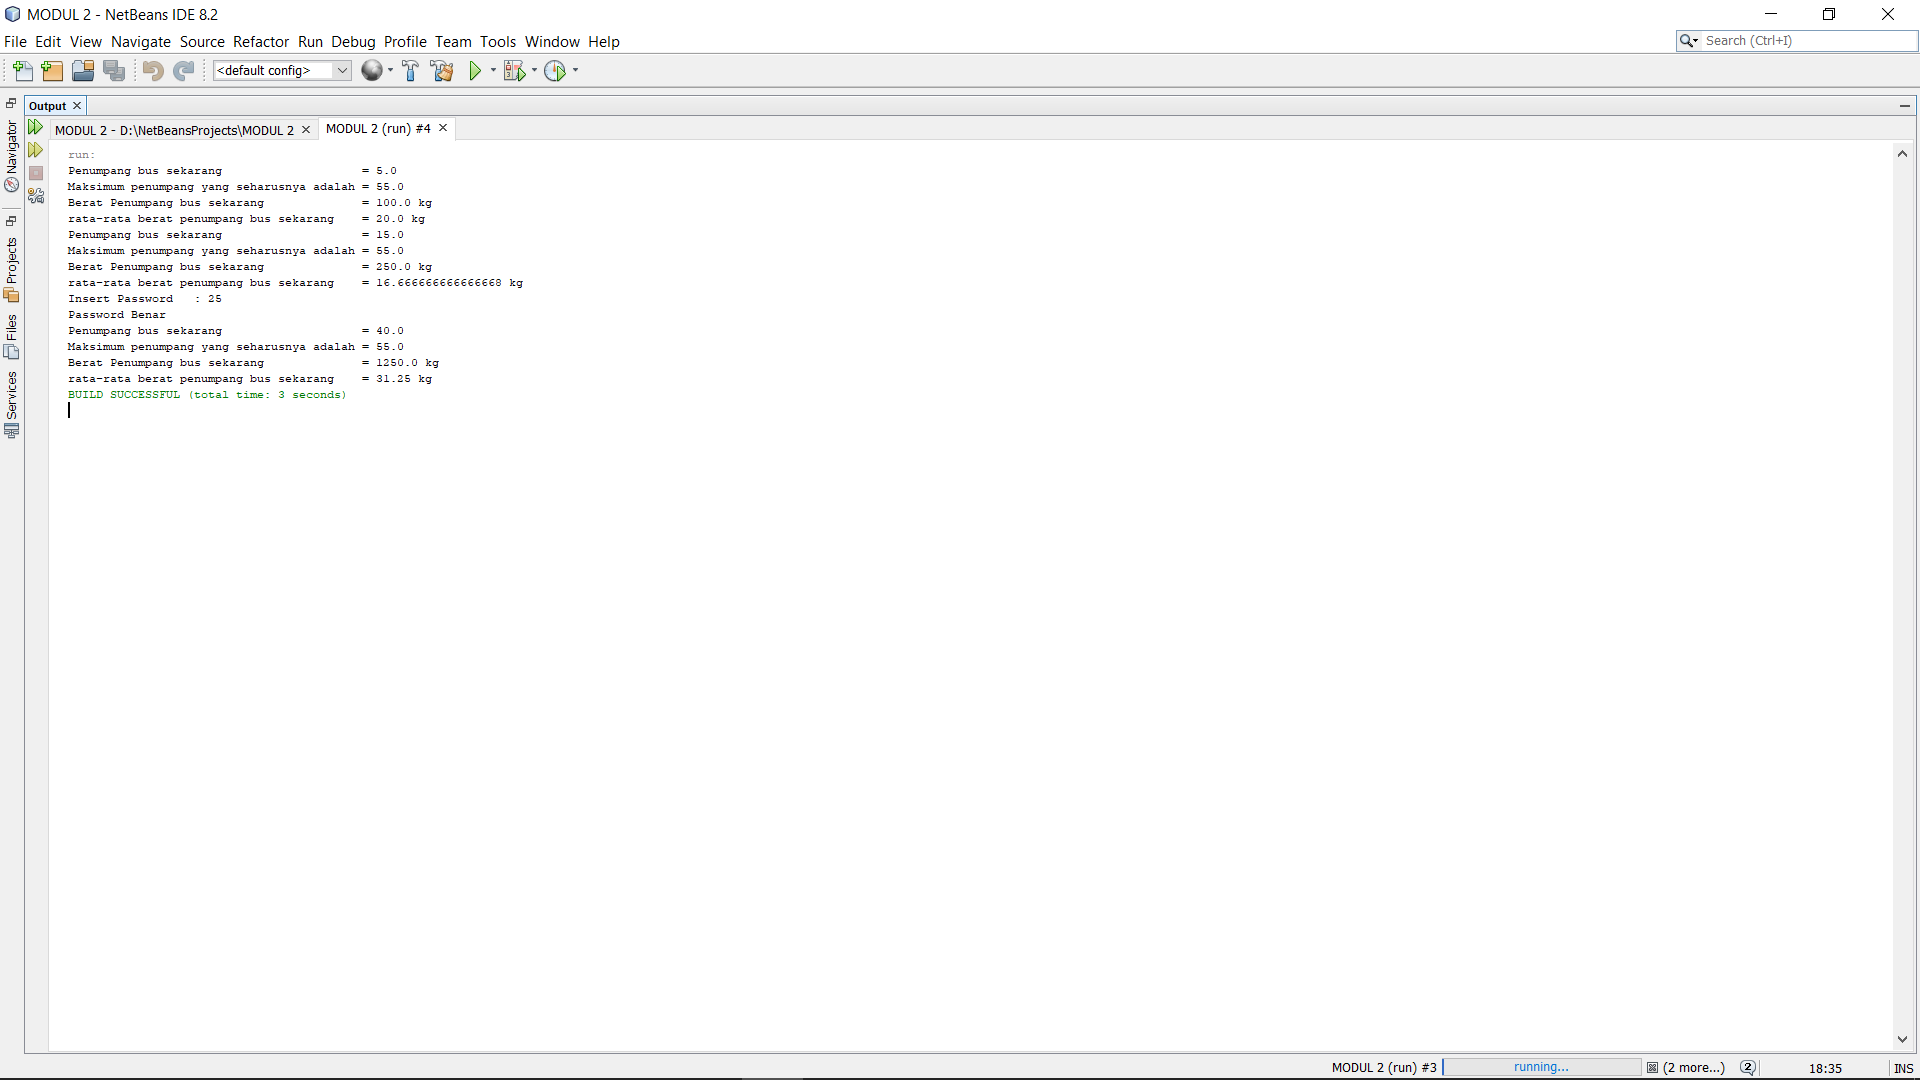 MODUL 2 - NetBeans IDE 8.2
File Edit View Navigate Source Refactor Run Debug Profile Team Tools Window Help
Search (Ctrl+I)
<default config>
Output
MODUL 2 - D:\NetBeansProjects\MODUL 2
MODUL 2 (run) #4
Navigator
Projects
Files
Services
run:
Penumpang bus sekarang                    = 5.0
Maksimum penumpang yang seharusnya adalah = 55.0
Berat Penumpang bus sekarang              = 100.0 kg
rata-rata berat penumpang bus sekarang    = 20.0 kg
Penumpang bus sekarang                    = 15.0
Maksimum penumpang yang seharusnya adalah = 55.0
Berat Penumpang bus sekarang              = 250.0 kg
rata-rata berat penumpang bus sekarang    = 16.666666666666668 kg
Insert Password   : 25
Password Benar
Penumpang bus sekarang                    = 40.0
Maksimum penumpang yang seharusnya adalah = 55.0
Berat Penumpang bus sekarang              = 1250.0 kg
rata-rata berat penumpang bus sekarang    = 31.25 kg
BUILD SUCCESSFUL (total time: 3 seconds)
MODUL 2 (run) #3
running...
(2 more...)
2
18:35
INS